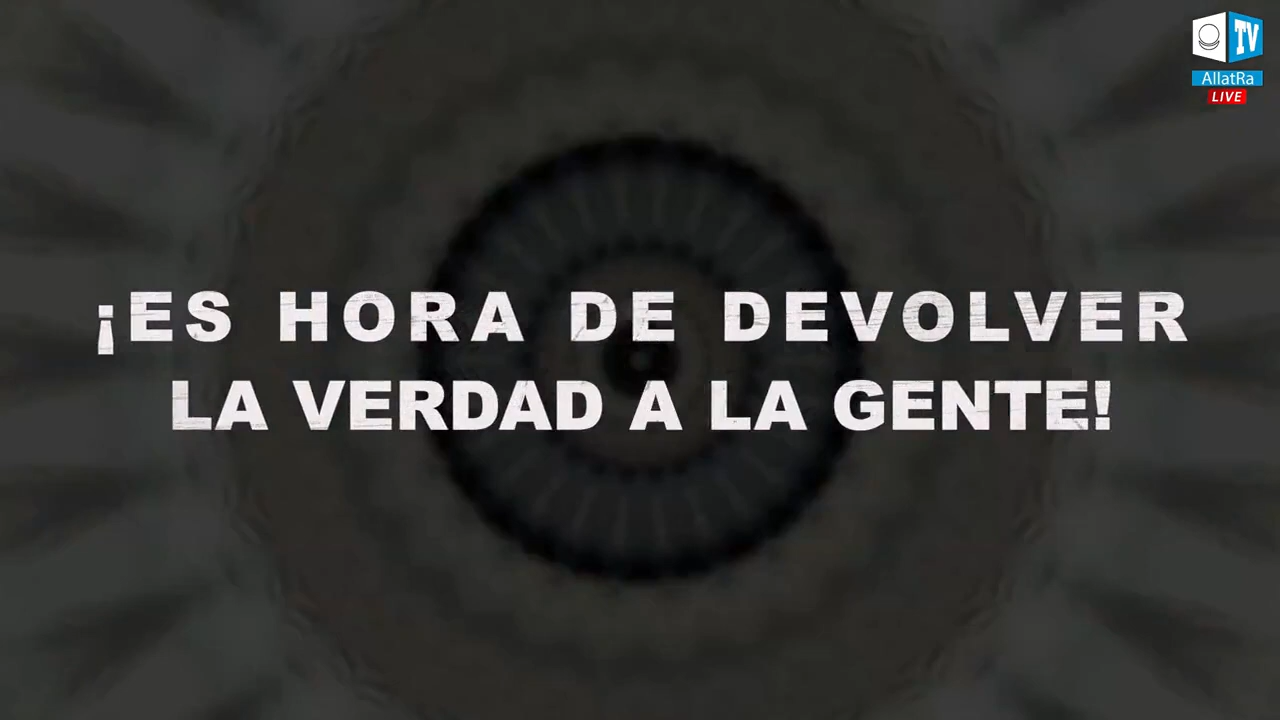 TV
AllatRa
LIVE
¡ES HORA DE DEVOLVER
LA VERDAD A LA GENTE!